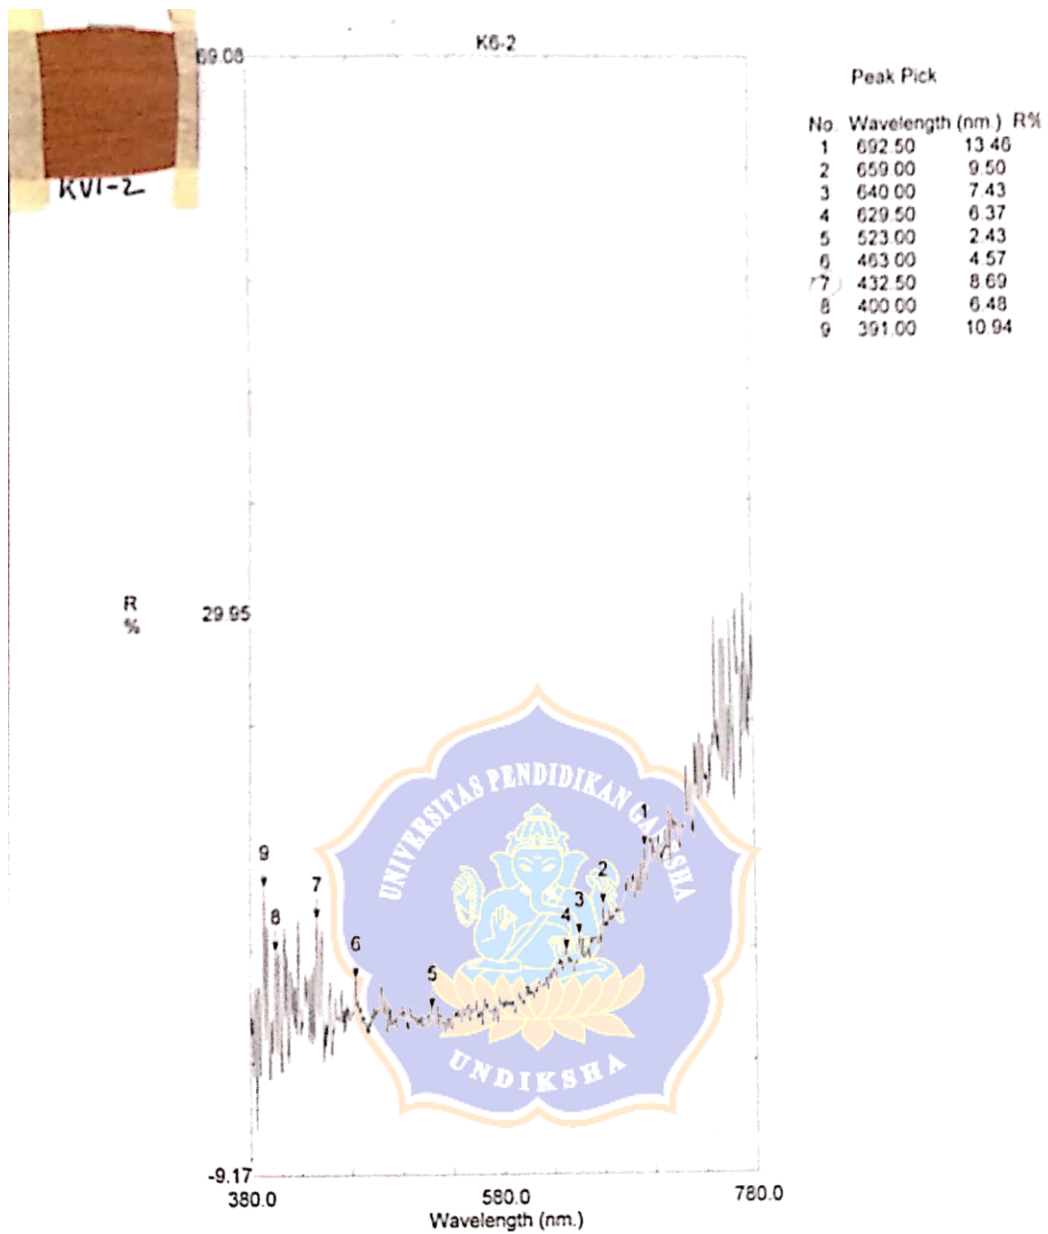 K6-2
69.08
KVI-2
Peak Pick
No. Wavelength (nm.) R%
1 692.50 13.46
2 659.00 9.50
3 640.00 7.43
4 629.50 6.37
5 523.00 2.43
6 463.00 4.57
7 432.50 8.69
8 400.00 6.48
9 391.00 10.94
R
%
29.95
UNIVERSITAS PENDIDIKAN GANESHA
1
2
3
4
5
6
7
8
9
UNDIKSHA
-9.17
380.0 580.0 780.0
Wavelength (nm.)